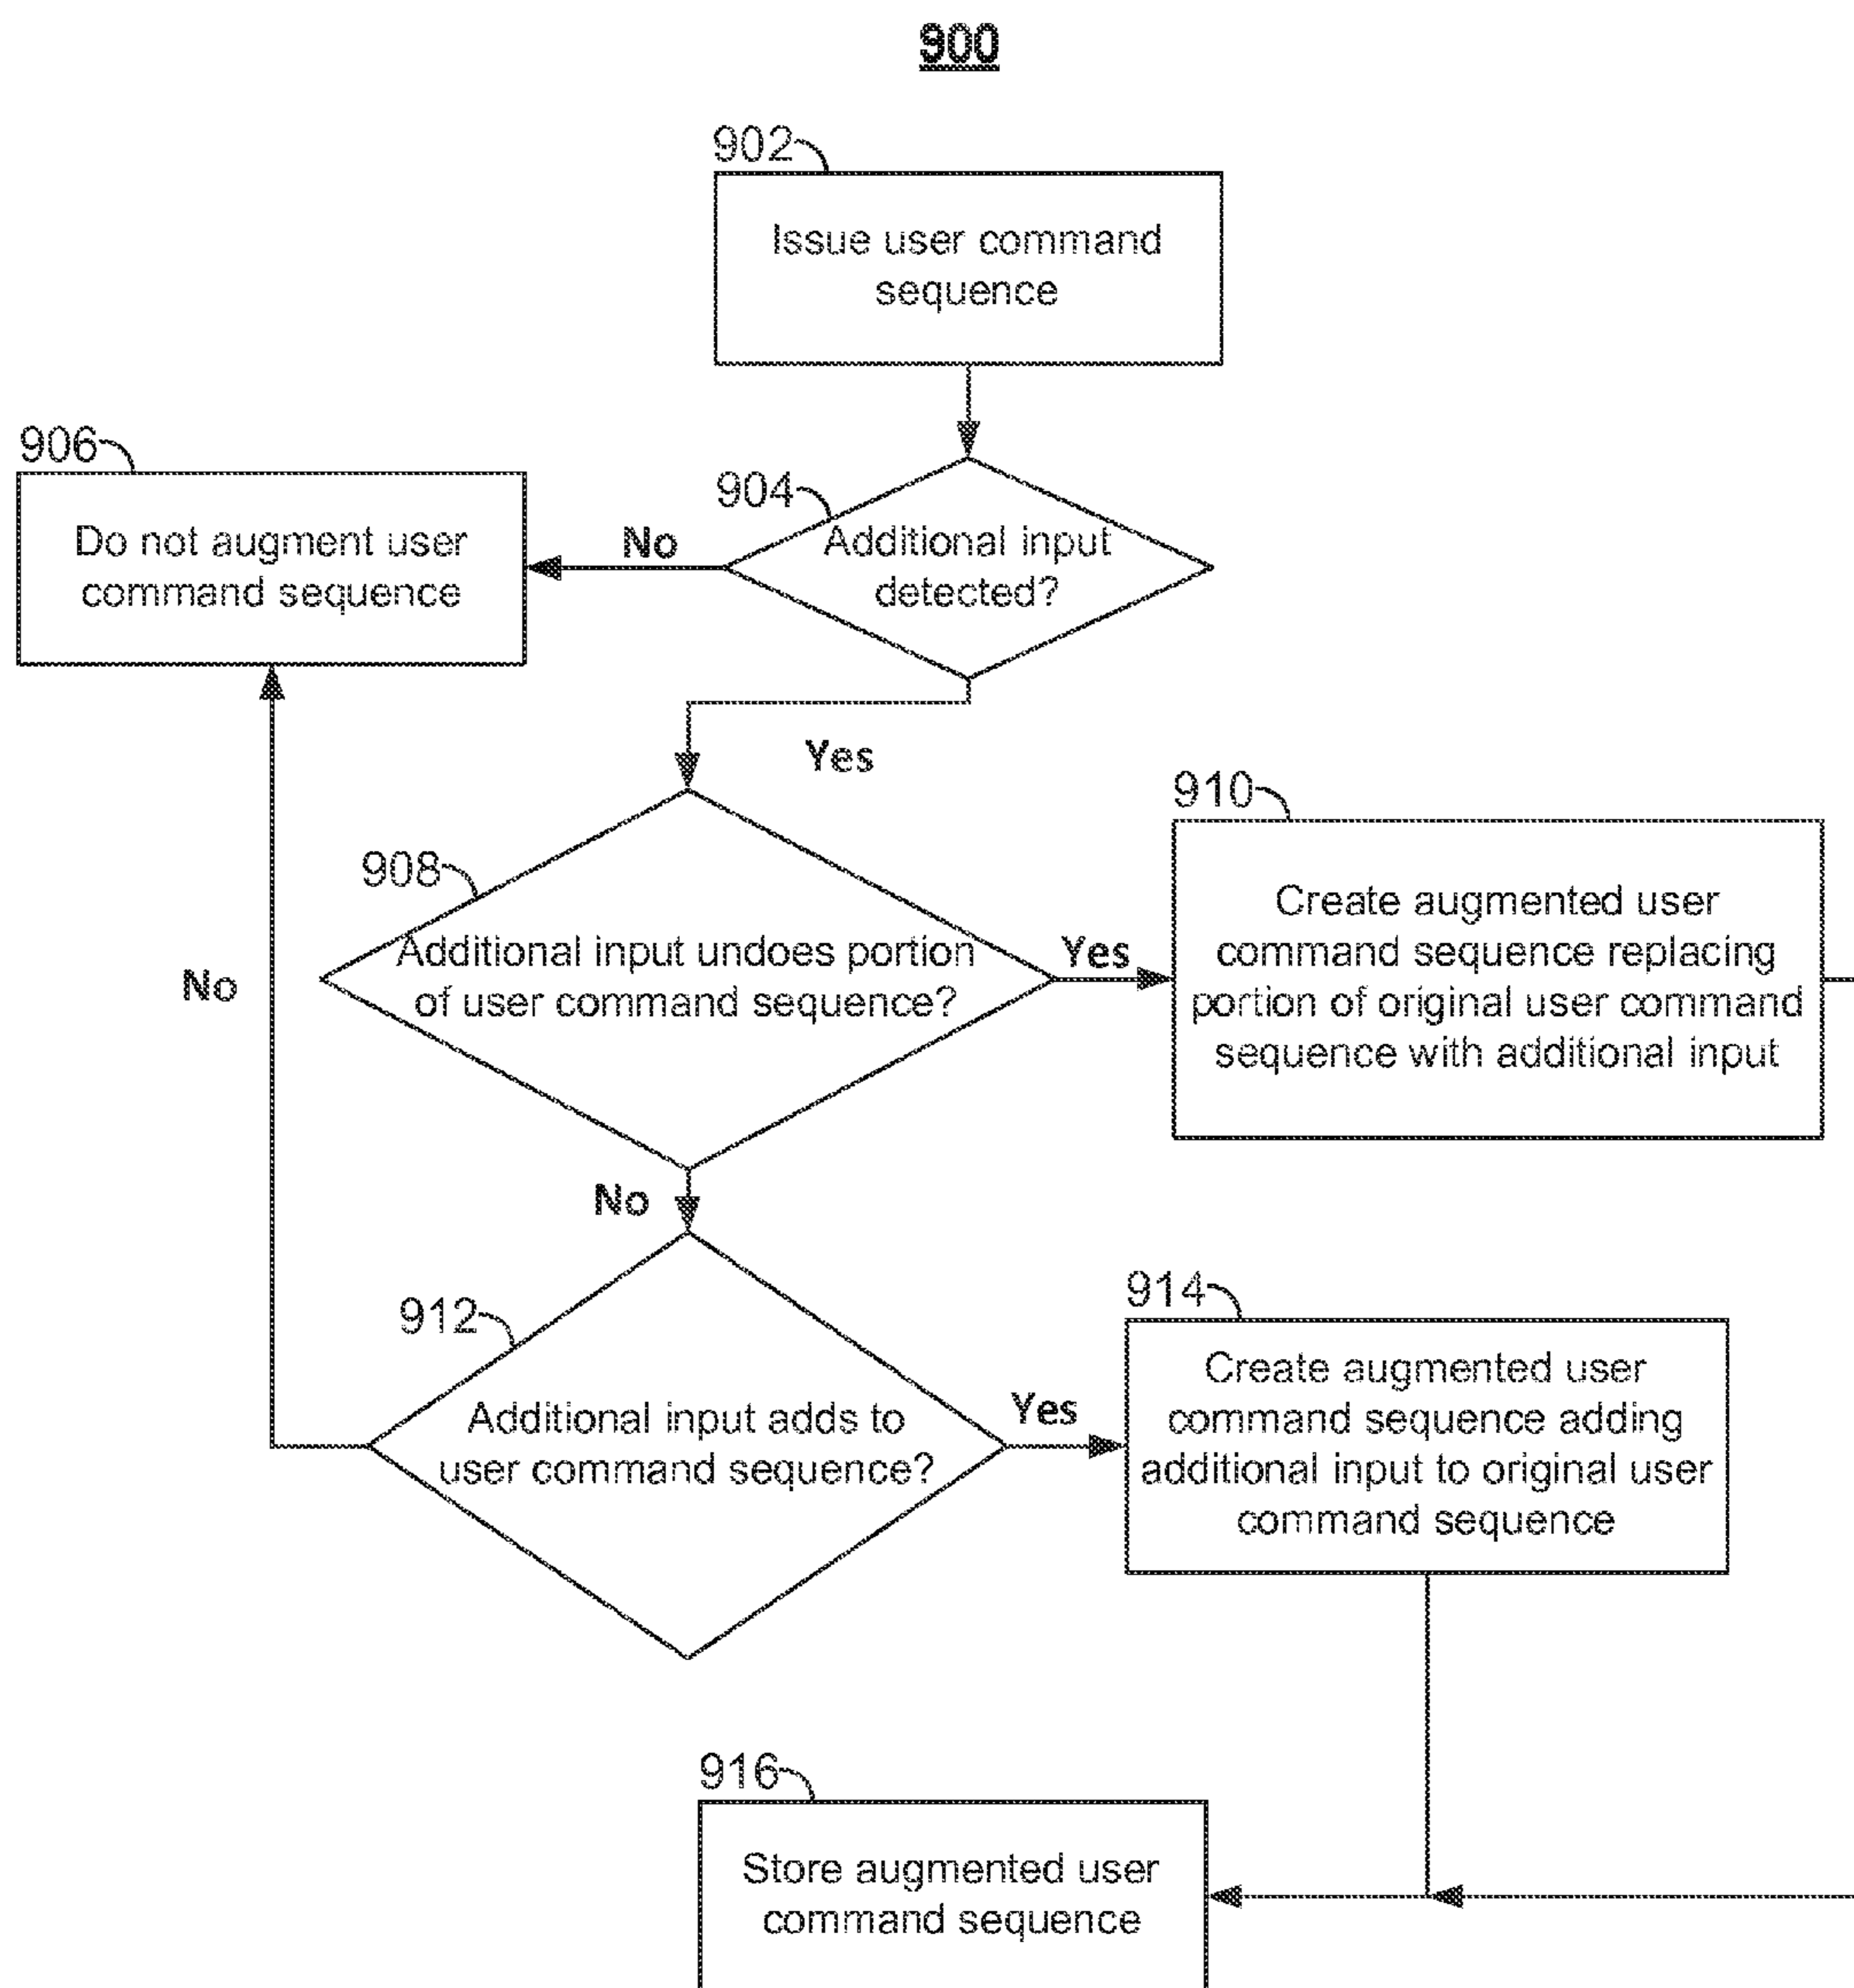 900
902
Issue user command
sequence
906
Do not augment user
command sequence
904
No
Additional input
detected?
Yes
908
Additional input undoes portion
of user command sequence?
Yes
910
Create augmented user
command sequence replacing
portion of original user command
sequence with additional input
No
No
912
Additional input adds to
user command sequence?
Yes
914
Create augmented user
command sequence adding
additional input to original user
command sequence
916
Store augmented user
command sequence